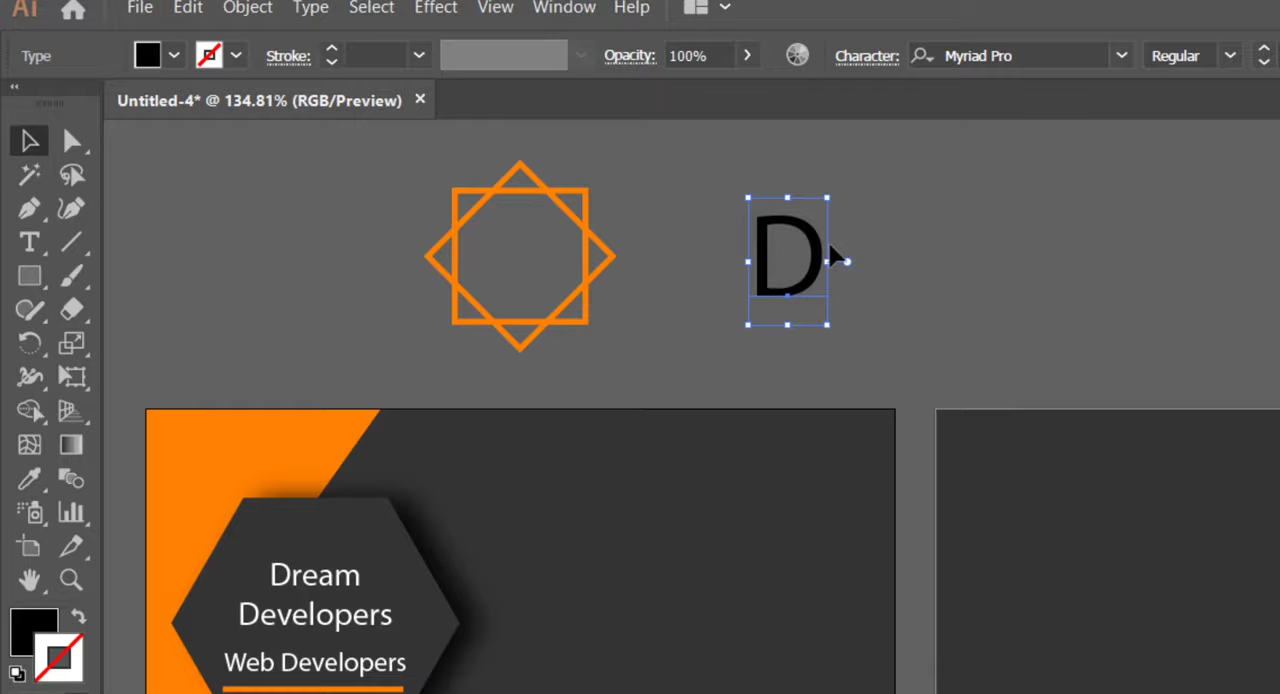 Ai File Edit Object Type Select Effect View Window Help
Type Stroke: Opacity: 100% Character: Myriad Pro Regular
Untitled-4* @ 134.81% (RGB/Preview) ×
D
Dream
Developers
Web Developers